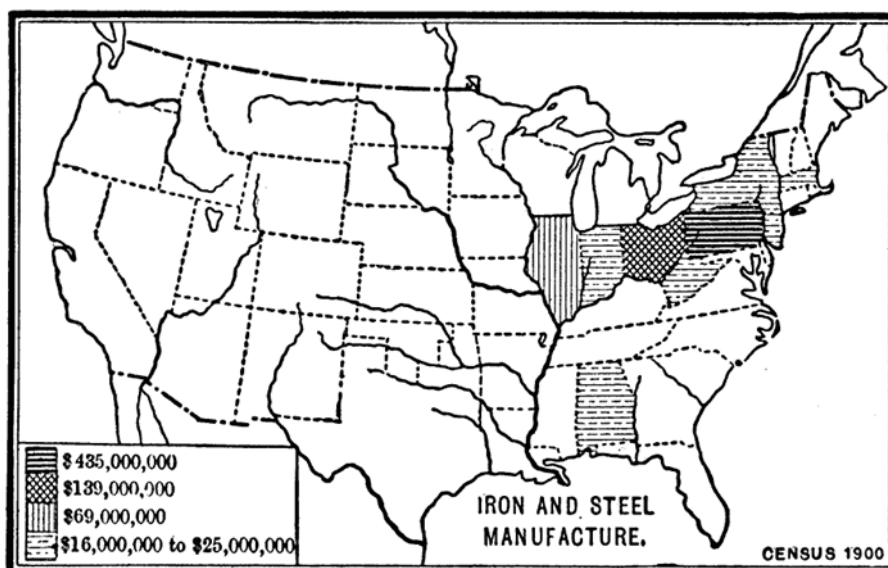 $435,000,000
$139,000,000
$69,000,000
$16,000,000 to $25,000,000
IRON AND STEEL
MANUFACTURE.
CENSUS 1900